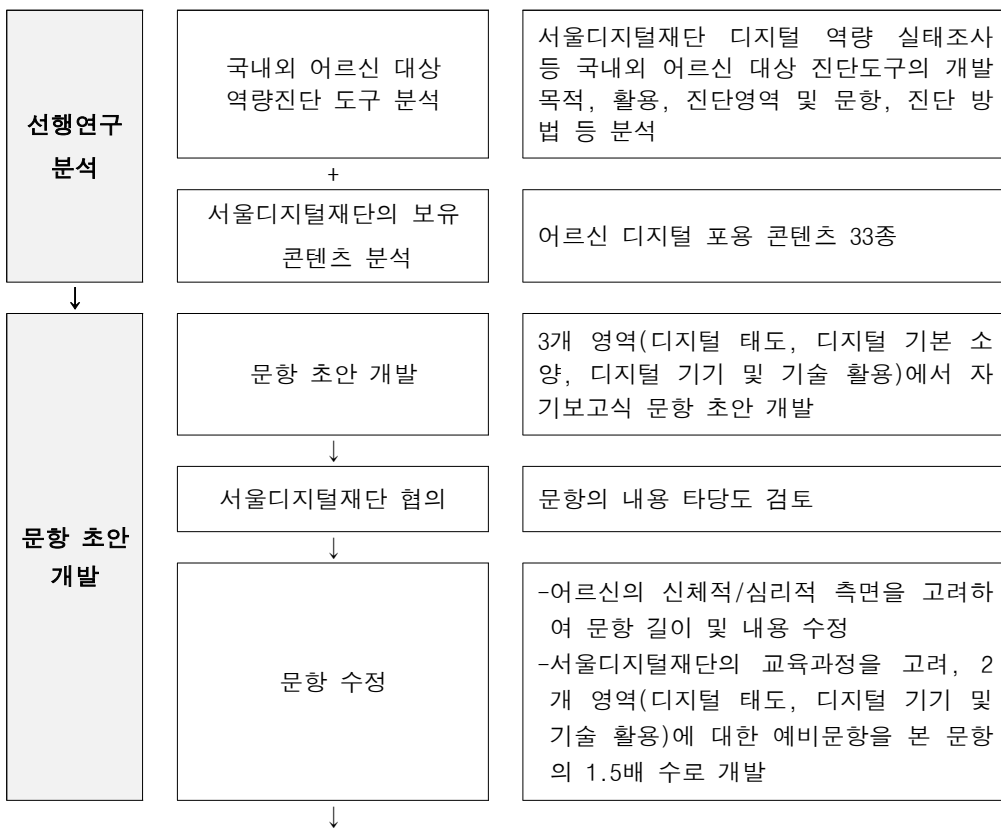 선행연구
분석
국내외 어르신 대상
역량진단 도구 분석
서울디지털재단 디지털 역량 실태조사
등 국내외 어르신 대상 진단도구의 개발
목적, 활용, 진단영역 및 문항, 진단 방
법 등 분석
+
서울디지털재단의 보유
콘텐츠 분석
어르신 디지털 포용 콘텐츠 33종
↓
문항 초안
개발
문항 초안 개발
3개 영역(디지털 태도, 디지털 기본 소
양, 디지털 기기 및 기술 활용)에서 자
기보고식 문항 초안 개발
↓
서울디지털재단 협의
문항의 내용 타당도 검토
↓
문항 수정
-어르신의 신체적/심리적 측면을 고려하
여 문항 길이 및 내용 수정
-서울디지털재단의 교육과정을 고려, 2
개 영역(디지털 태도, 디지털 기기 및
기술 활용)에 대한 예비문항을 본 문항
의 1.5배 수로 개발
↓